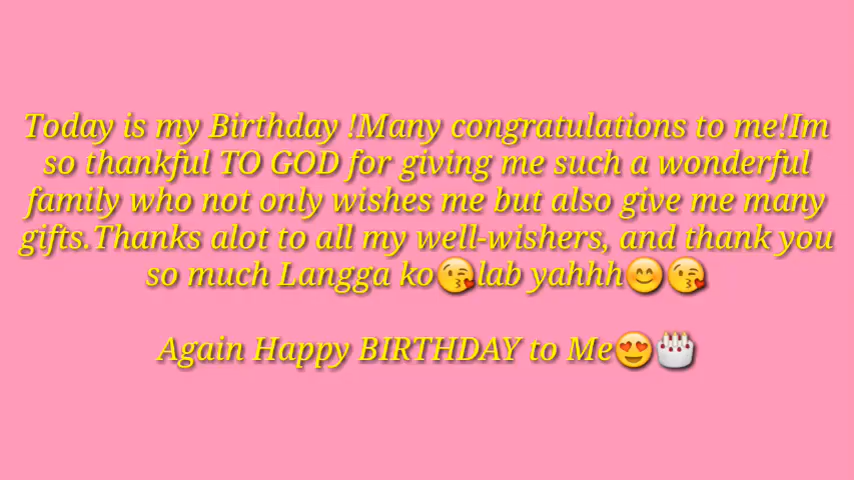 Today is my Birthday !Many congratulations to me!Im
so thankful TO GOD for giving me such a wonderful
family who not only wishes me but also give me many
gifts.Thanks alot to all my well-wishers, and thank you
so much Langga ko😘lab yahhh😊😘
Again Happy BIRTHDAY to Me😍🎂